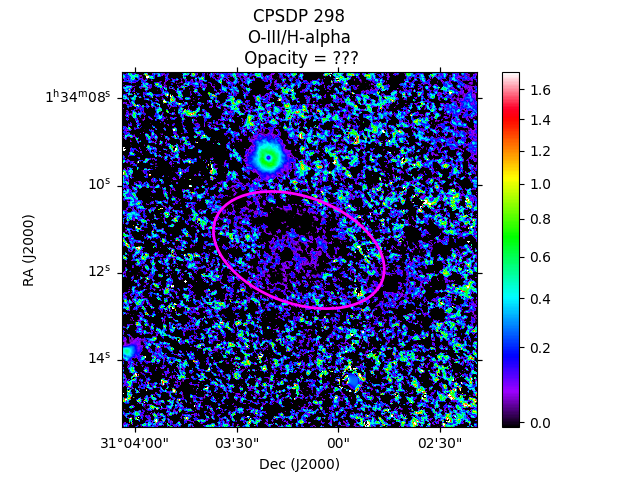 CPSDP 298
O-III/H-alpha
Opacity = ???
1ʰ34ᵐ08ˢ
10ˢ
12ˢ
14ˢ
RA (J2000)
31°04'00" 03'30" 00" 02'30"
Dec (J2000)
1.6
1.4
1.2
1.0
0.8
0.6
0.4
0.2
0.0